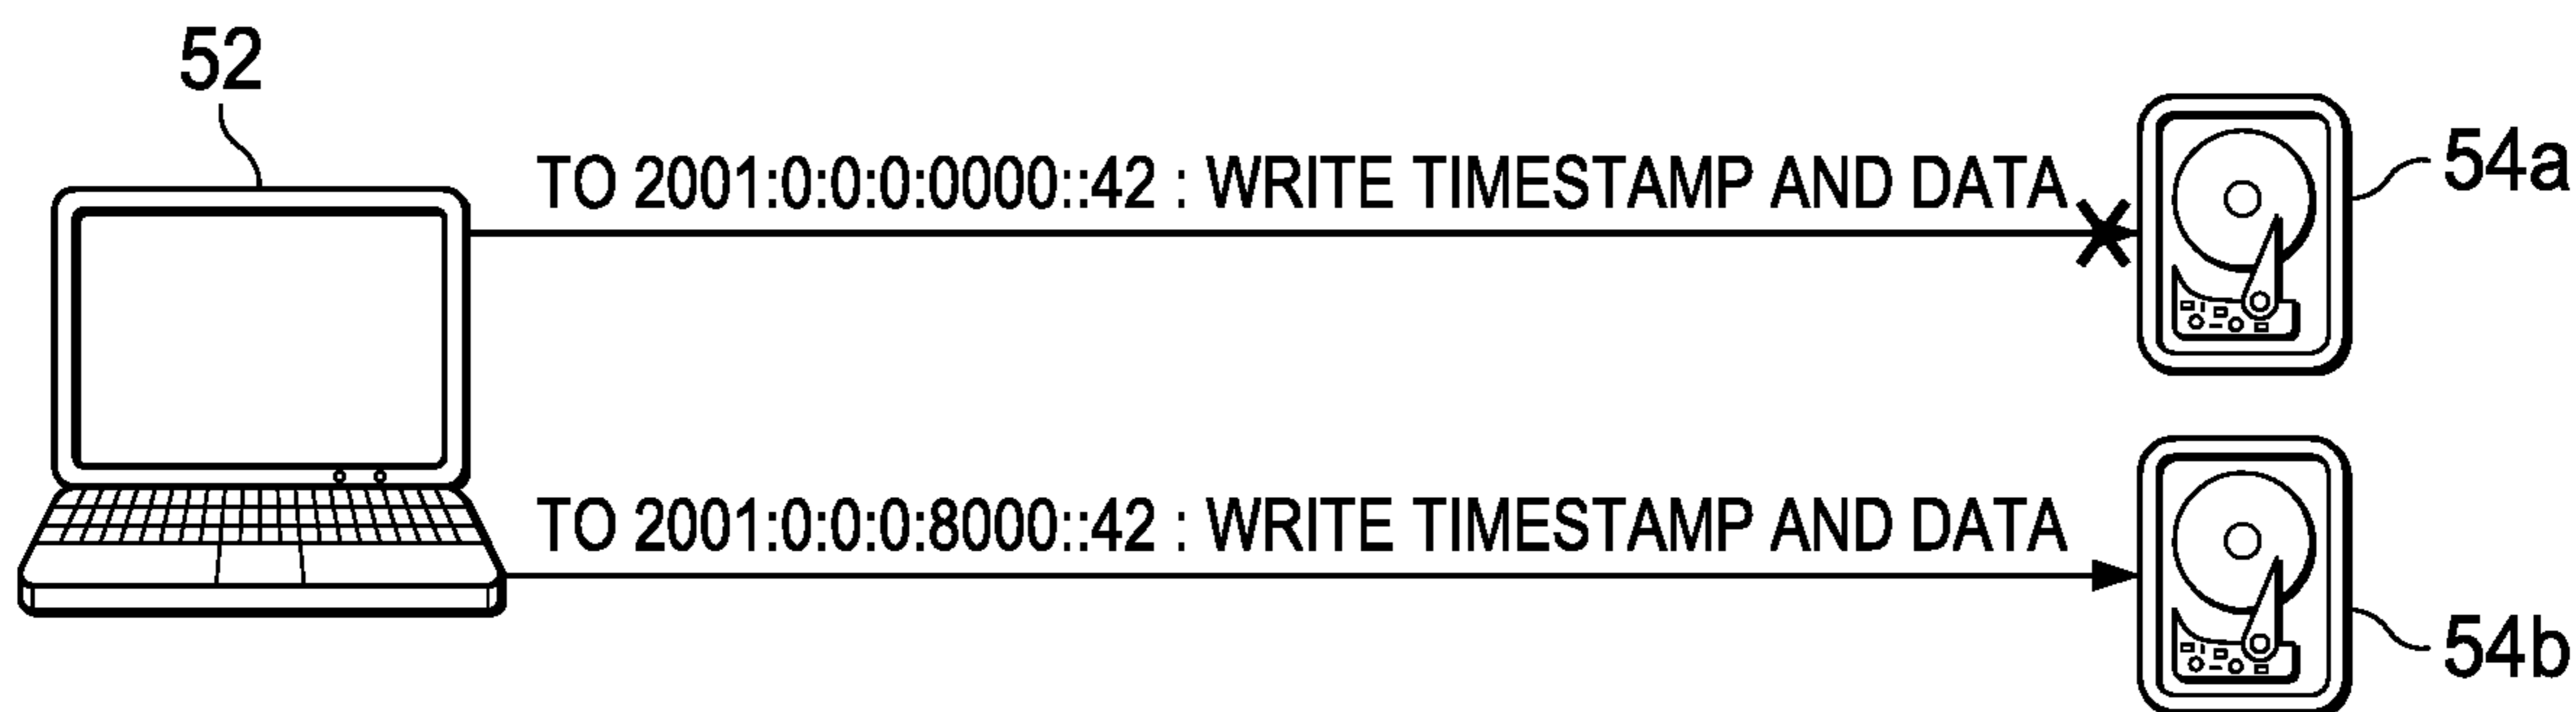 52
TO 2001:0:0:0:0000::42 : WRITE TIMESTAMP AND DATA
54a
TO 2001:0:0:0:8000::42 : WRITE TIMESTAMP AND DATA
54b